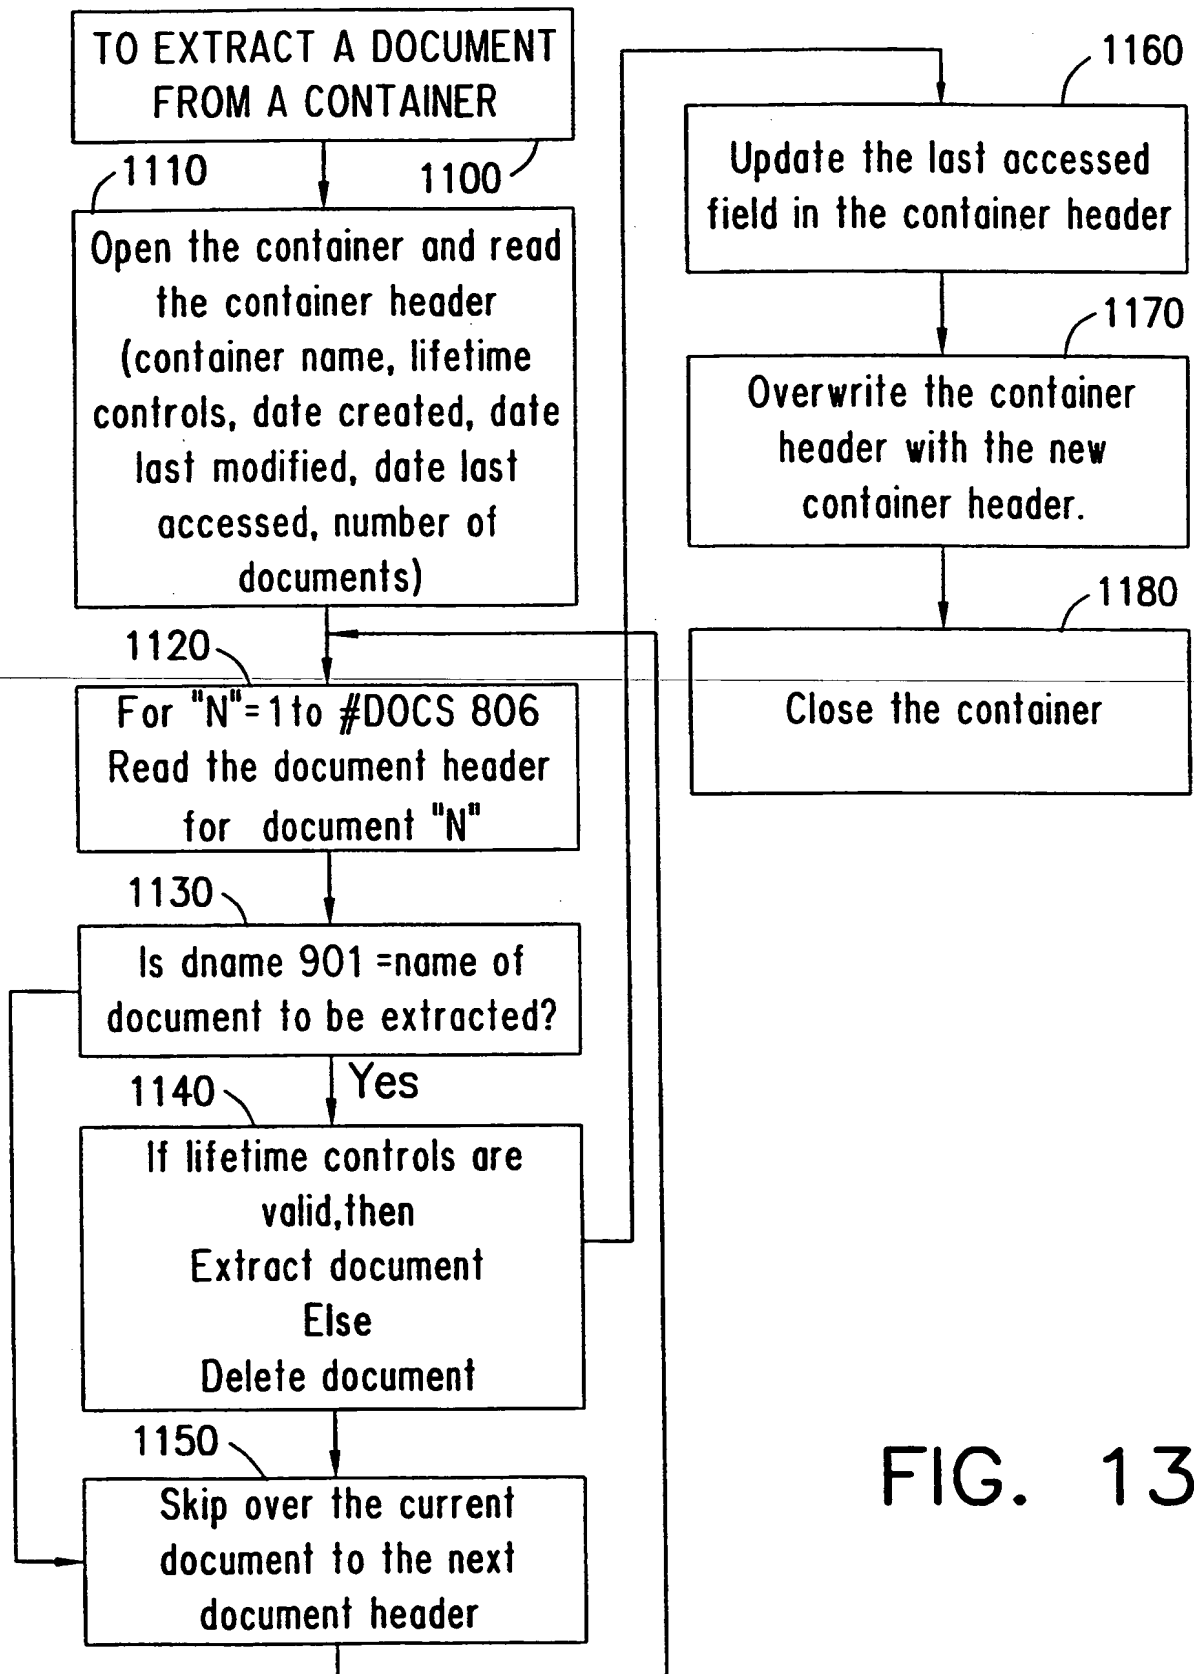 TO EXTRACT A DOCUMENT
FROM A CONTAINER
1100
1110
Open the container and read
the container header
(container name, lifetime
controls, date created, date
last modified, date last
accessed, number of
documents)
1120
For "N"=1 to #DOCS 806
Read the document header
for document "N"
1130
Is dname 901 =name of
document to be extracted?
Yes
1140
If lifetime controls are
valid,then
Extract document
Else
Delete document
1150
Skip over the current
document to the next
document header
1160
Update the last accessed
field in the container header
1170
Overwrite the container
header with the new
container header.
1180
Close the container
FIG. 13